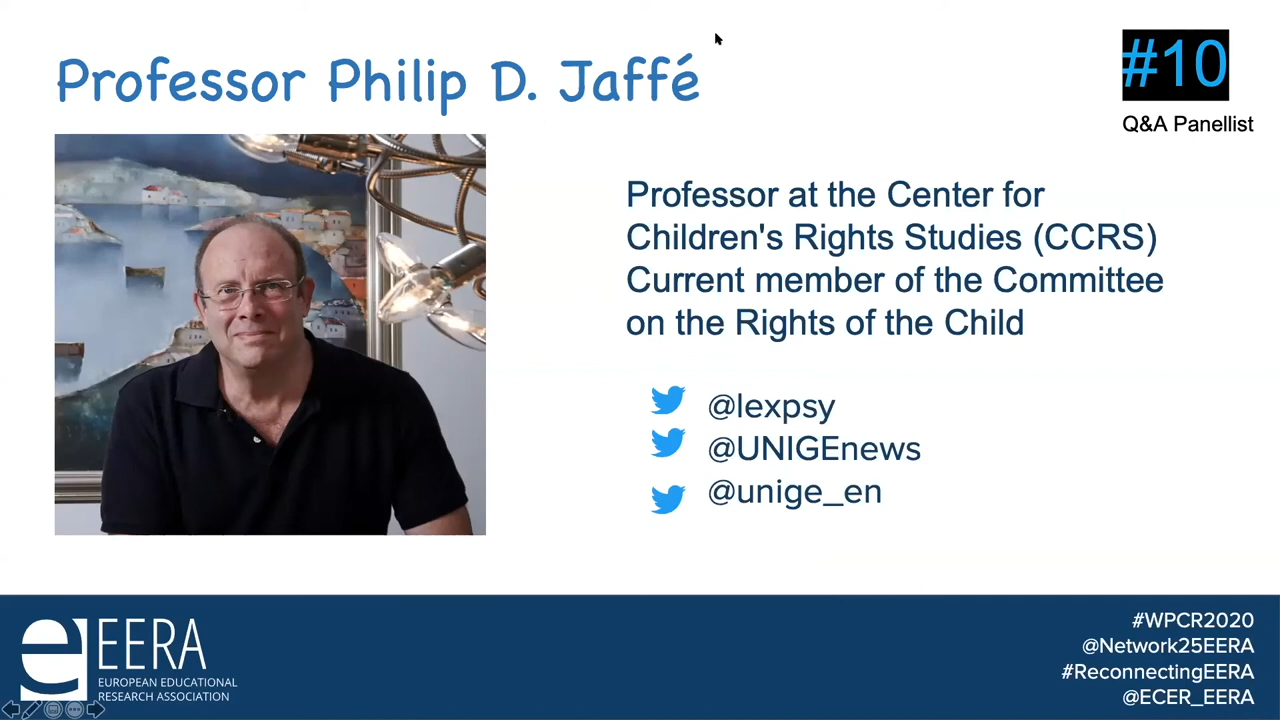 Professor Philip D. Jaffé
#10
Q&A Panellist
Professor at the Center for
Children's Rights Studies (CCRS)
Current member of the Committee
on the Rights of the Child
@lexpsy
@UNIGEnews
@unige_en
e
EERA
EUROPEAN EDUCATIONAL
RESEARCH ASSOCIATION
#WPCR2020
@Network25EERA
#ReconnectingEERA
@ECER_EERA